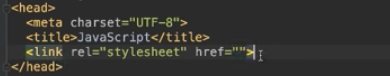 <head>
<meta charset="UTF-8">
<title>JavaScript</title>
<link rel="stylesheet" href="">
</head>